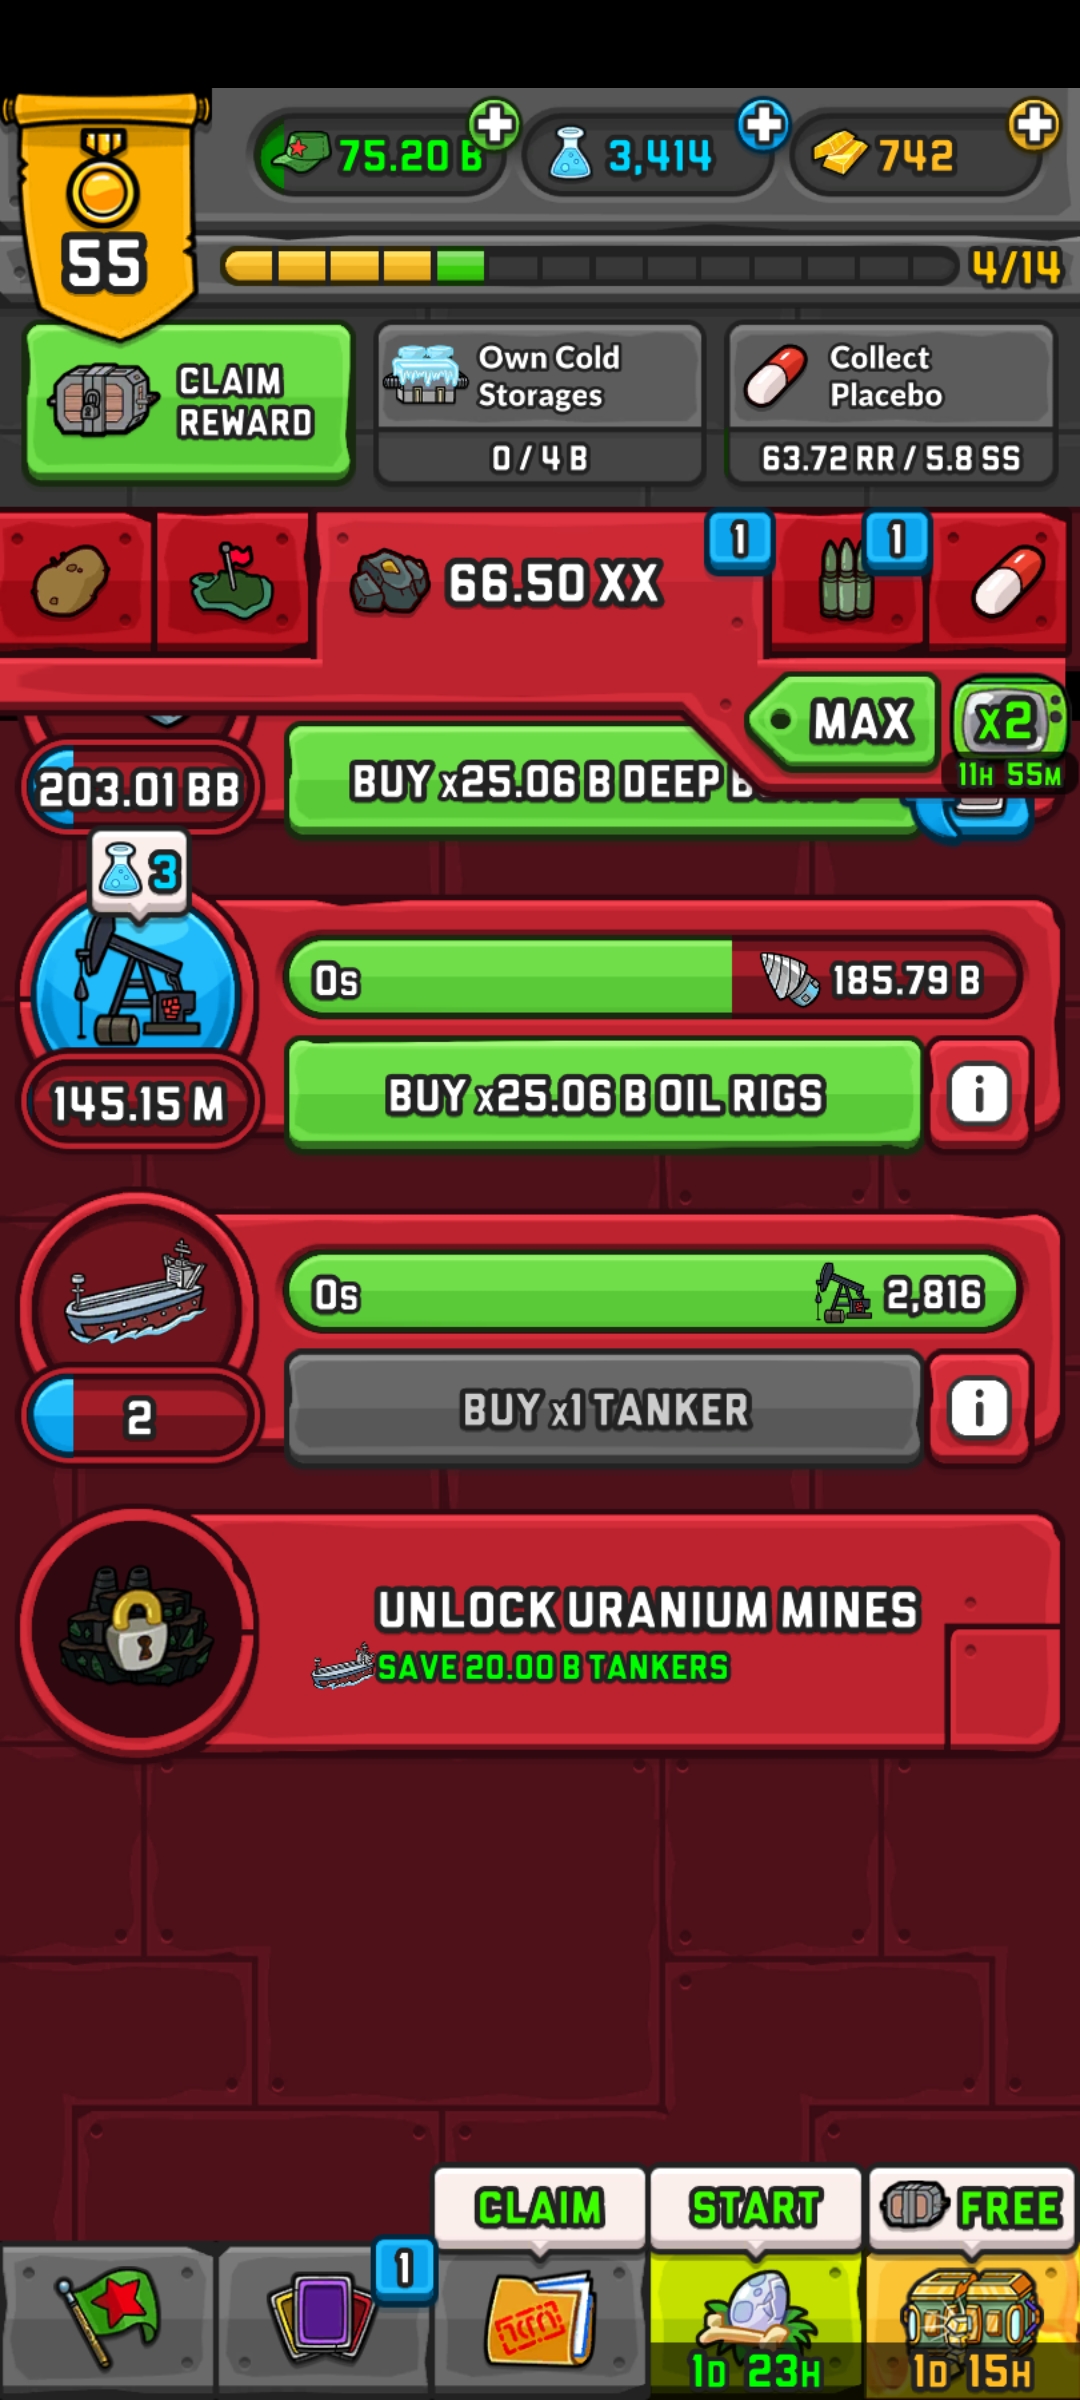 75.20 B
3,414
742
55
4/14
CLAIM
REWARD
Own Cold
Storages
0 / 4 B
Collect
Placebo
63.72 RR / 5.8 SS
66.50 XX
1
1
MAX
x2
11H 55M
203.01 BB
BUY x25.06 B DEEP
3
0s
185.79 B
145.15 M
BUY x25.06 B OIL RIGS
i
0s
2,816
2
BUY x1 TANKER
i
UNLOCK URANIUM MINES
SAVE 20.00 B TANKERS
CLAIM
START
FREE
1
1D 23H
1D 15H